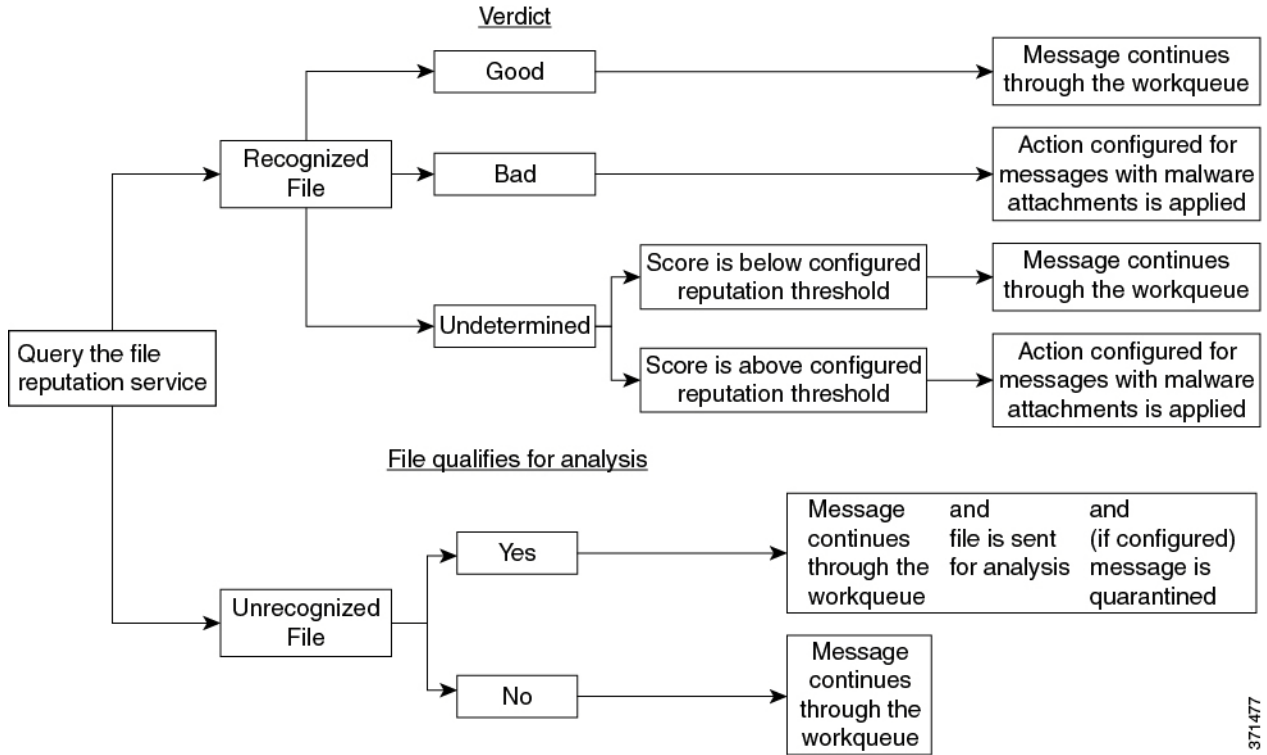 Verdict
Good
Message continues
through the workqueue
Recognized
File
Bad
Action configured for
messages with malware
attachments is applied
Undetermined
Score is below configured
reputation threshold
Message continues
through the workqueue
Query the file
reputation service
Score is above configured
reputation threshold
Action configured for
messages with malware
attachments is applied
File qualifies for analysis
Yes
Message
continues
through the
workqueue
and
file is sent
for analysis
and
(if configured)
message is
quarantined
Unrecognized
File
No
Message
continues
through the
workqueue
371477